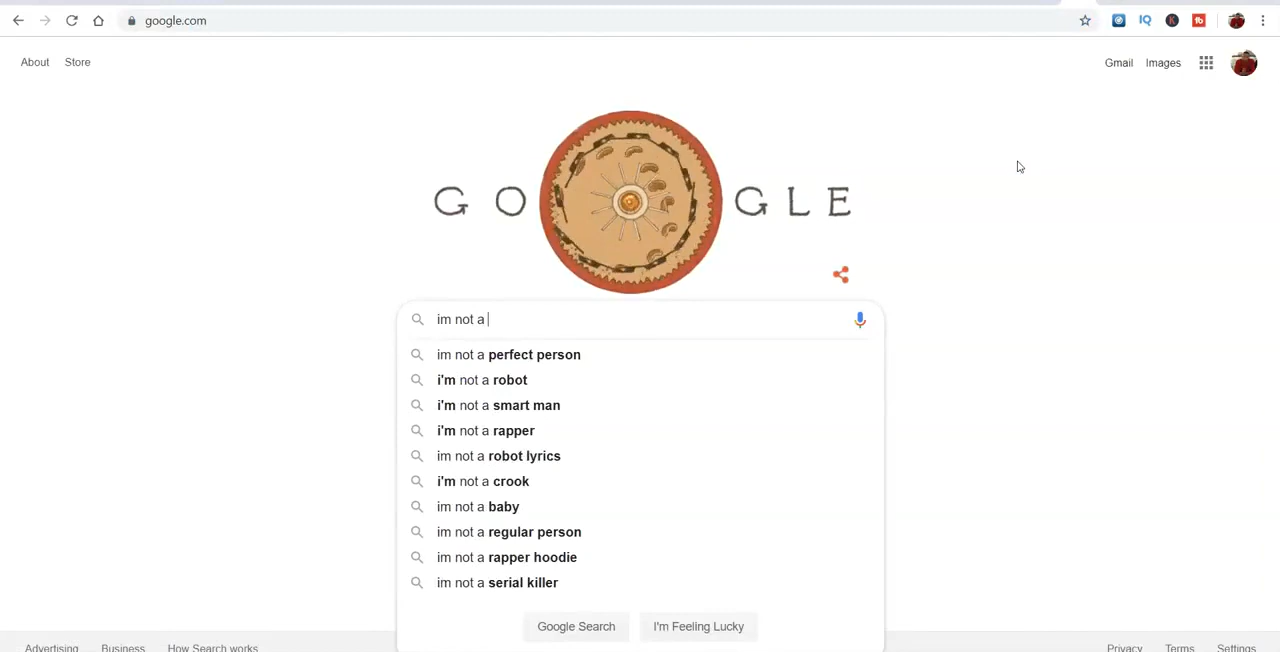 google.com
IQ
K
About Store
Gmail Images
G O GLE
im not a
im not a perfect person
i'm not a robot
i'm not a smart man
i'm not a rapper
im not a robot lyrics
i'm not a crook
im not a baby
im not a regular person
im not a rapper hoodie
im not a serial killer
Google Search I'm Feeling Lucky
Advertising Business How Search works
Privacy Terms Settings